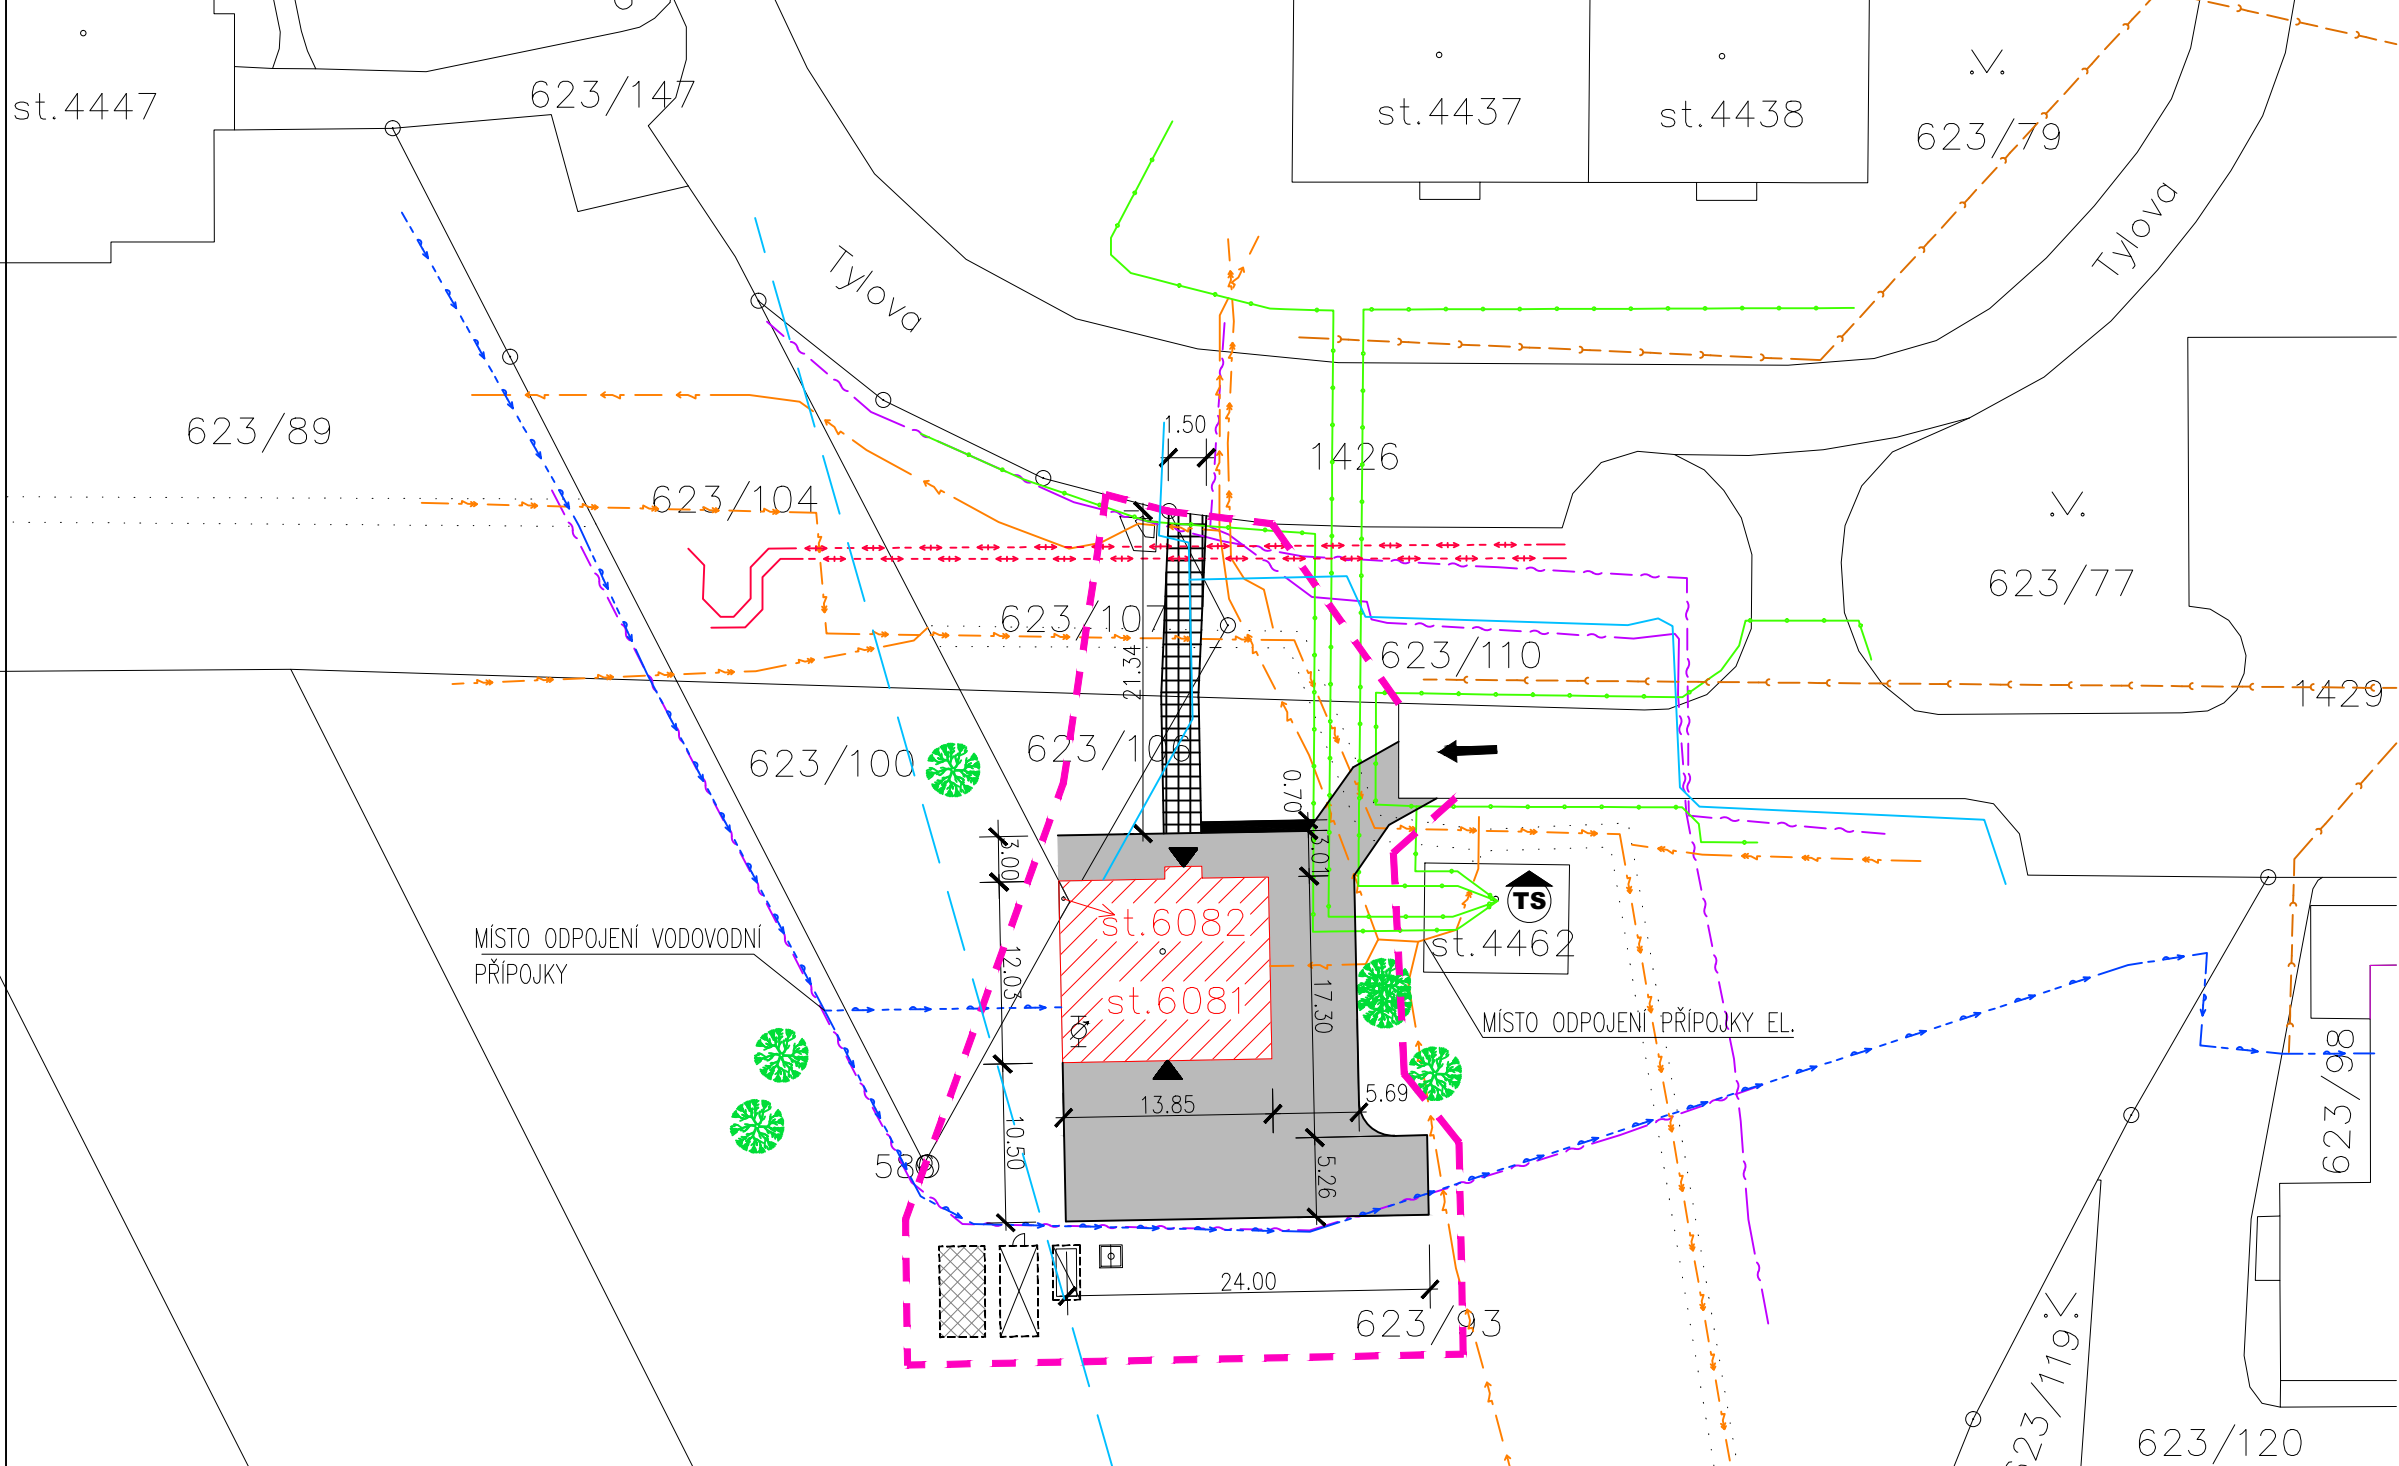 st.4447
623/147
st.4437
st.4438
623/79
Tylova
Tylova
623/89
1.50
1426
623/104
623/77
623/107
623/110
21.34
1429
623/100
623/106
0.70
3.00
3.01
st.6082
TS
st.4462
MÍSTO ODPOJENÍ VODOVODNÍ
PŘÍPOJKY
12.03
st.6081
17.30
MÍSTO ODPOJENÍ PŘÍPOJKY EL.
13.85
5.69
623/98
10.50
5.26
24.00
623/93
623/119
623/120